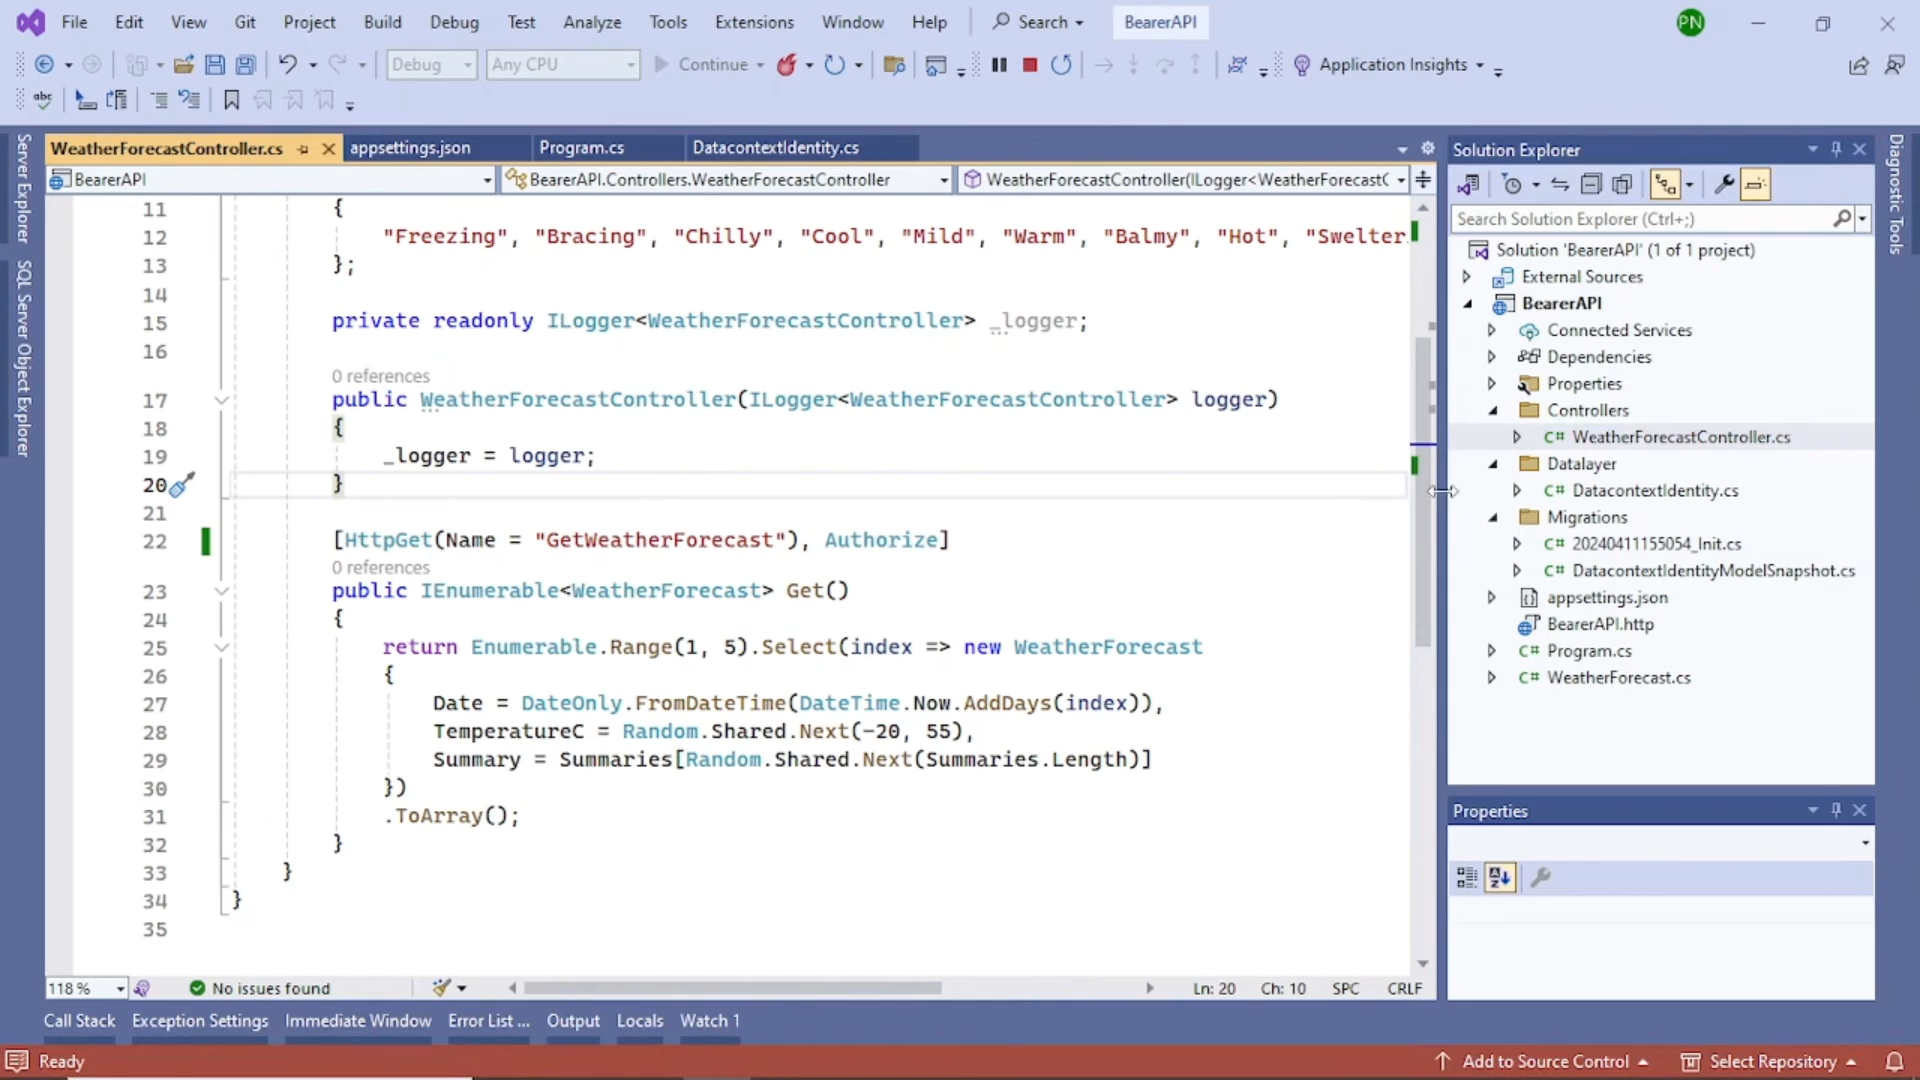 File Edit View Git Project Build Debug Test Analyze Tools Extensions Window Help Search BearerAPI PN
Debug Any CPU Continue Application Insights
abc
WeatherForecastController.cs appsettings.json Program.cs DatacontextIdentity.cs
BearerAPI BearerAPI.Controllers.WeatherForecastController WeatherForecastController(ILogger<WeatherForecastC
Server Explorer
SQL Server Object Explorer
11 {
12 "Freezing", "Bracing", "Chilly", "Cool", "Mild", "Warm", "Balmy", "Hot", "Swelter
13 };
14
15 private readonly ILogger<WeatherForecastController> _logger;
16
0 references
17 public WeatherForecastController(ILogger<WeatherForecastController> logger)
18 {
19 _logger = logger;
20 }
21
22 [HttpGet(Name = "GetWeatherForecast"), Authorize]
0 references
23 public IEnumerable<WeatherForecast> Get()
24 {
25 return Enumerable.Range(1, 5).Select(index => new WeatherForecast
26 {
27 Date = DateOnly.FromDateTime(DateTime.Now.AddDays(index)),
28 TemperatureC = Random.Shared.Next(-20, 55),
29 Summary = Summaries[Random.Shared.Next(Summaries.Length)]
30 })
31 .ToArray();
32 }
33 }
34 }
35
118 % No issues found Ln: 20 Ch: 10 SPC CRLF
Solution Explorer
Search Solution Explorer (Ctrl+;)
Solution 'BearerAPI' (1 of 1 project)
External Sources
BearerAPI
Connected Services
Dependencies
Properties
Controllers
C# WeatherForecastController.cs
Datalayer
C# DatacontextIdentity.cs
Migrations
C# 20240411155054_Init.cs
C# DatacontextIdentityModelSnapshot.cs
appsettings.json
BearerAPI.http
C# Program.cs
C# WeatherForecast.cs
Properties
Diagnostic Tools
Call Stack Exception Settings Immediate Window Error List ... Output Locals Watch 1
Ready Add to Source Control Select Repository